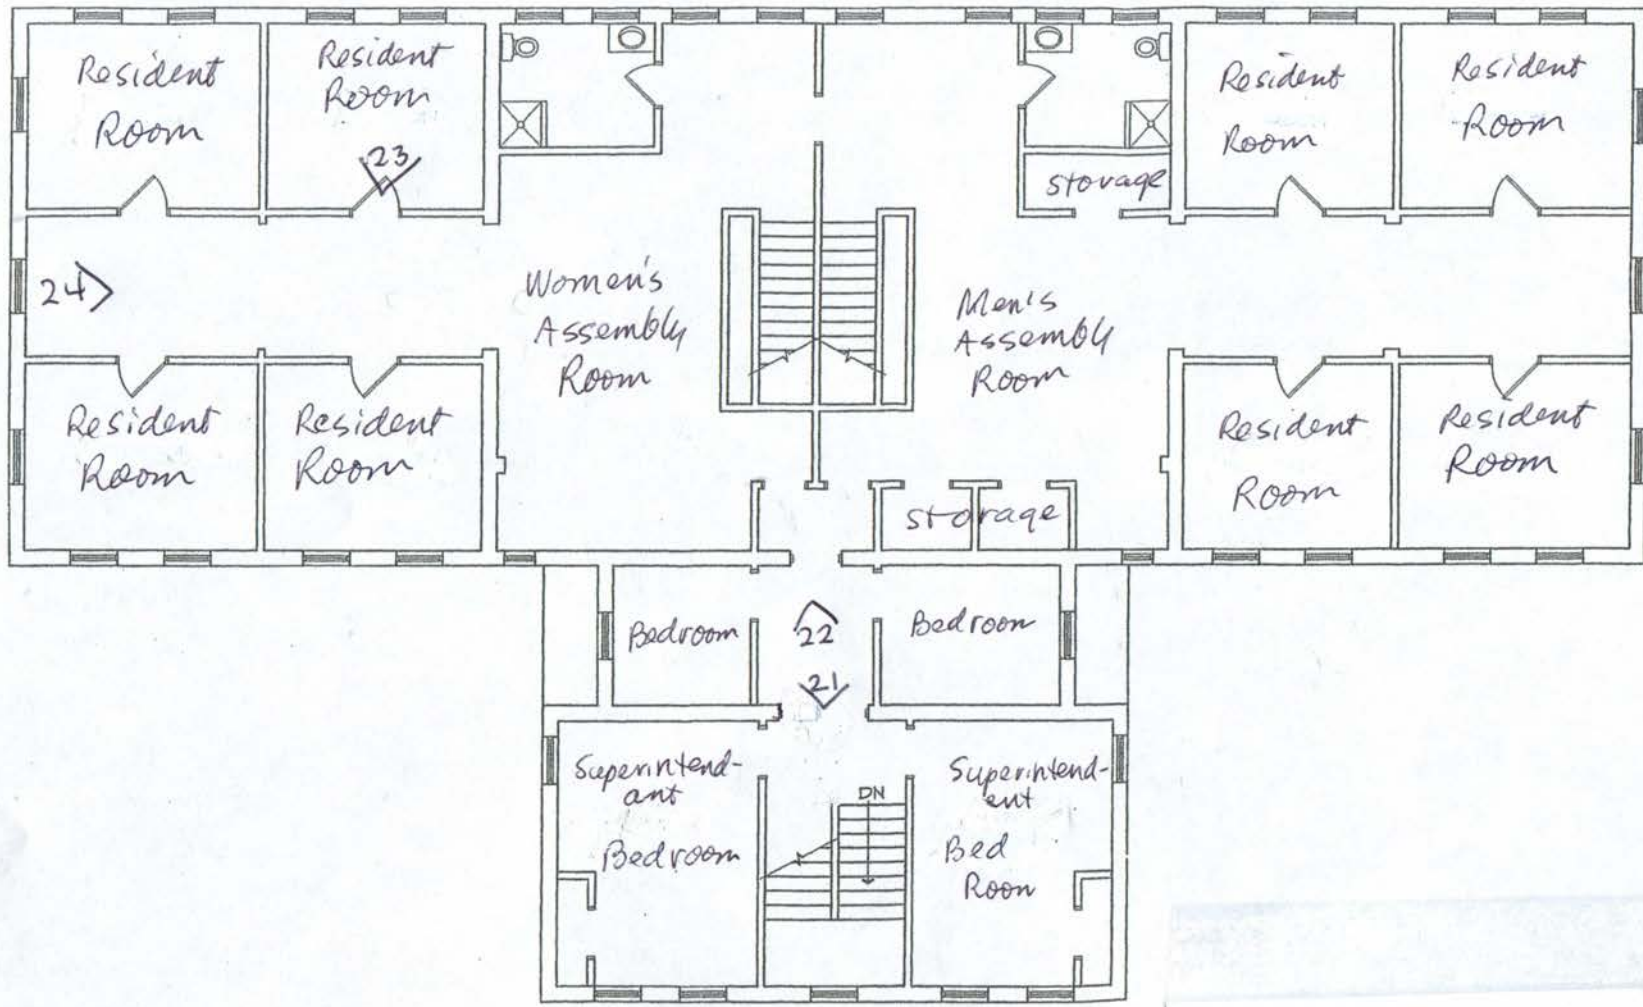 Resident
Room
Resident
Room
23
Resident
Room
Resident
Room
storage
24
Women's
Assembly
Room
Men's
Assembly
Room
Resident
Room
Resident
Room
Resident
Room
Resident
Room
storage
Bedroom
22
Bedroom
21
Superintend-
ant
Bedroom
DN
Superintend-
ent
Bed
Roon